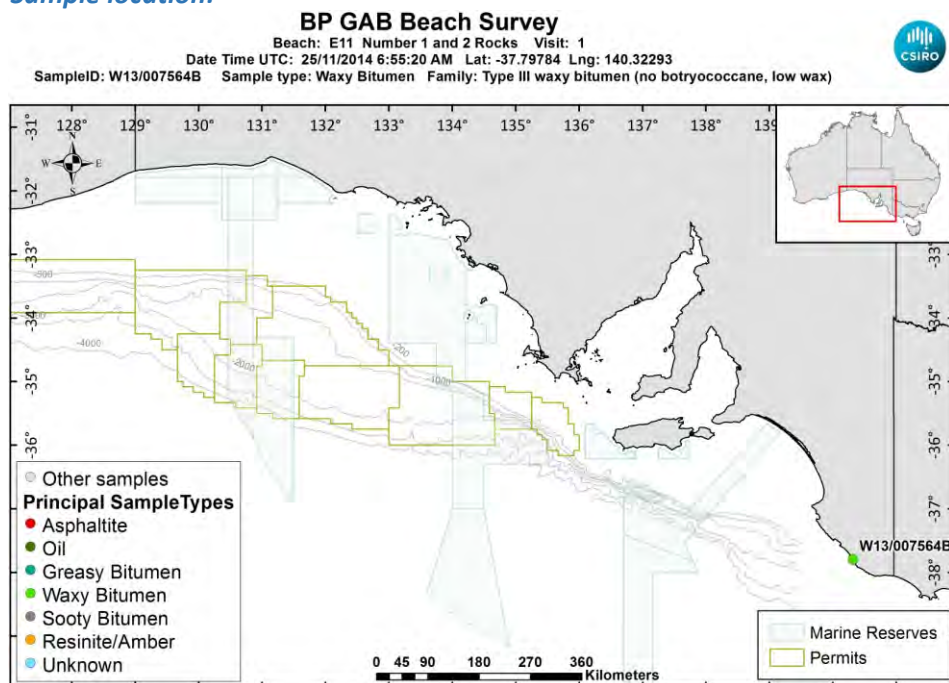 Sample location:
BP GAB Beach Survey
Beach: E11 Number 1 and 2 Rocks Visit: 1
Date Time UTC: 25/11/2014 6:55:20 AM Lat: -37.79784 Lng: 140.32293
SampleID: W13/007564B Sample type: Waxy Bitumen Family: Type III waxy bitumen (no botryococcane, low wax)
CSIRO
128° 129° 130° 131° 132° 133° 134° 135° 136° 137° 138° 139
-31°
-32°
-33°
-34°
-35°
-36°
-37°
-38°
N
W E
S
-31°
-32°
-33°
-34°
-35°
-36°
-37°
-38°
-200
-1000
-2000
-4000
W13/007564B
Other samples
Principal SampleTypes
Asphaltite
Oil
Greasy Bitumen
Waxy Bitumen
Sooty Bitumen
Resinite/Amber
Unknown
0 45 90 180 270 360
Kilometers
Marine Reserves
Permits